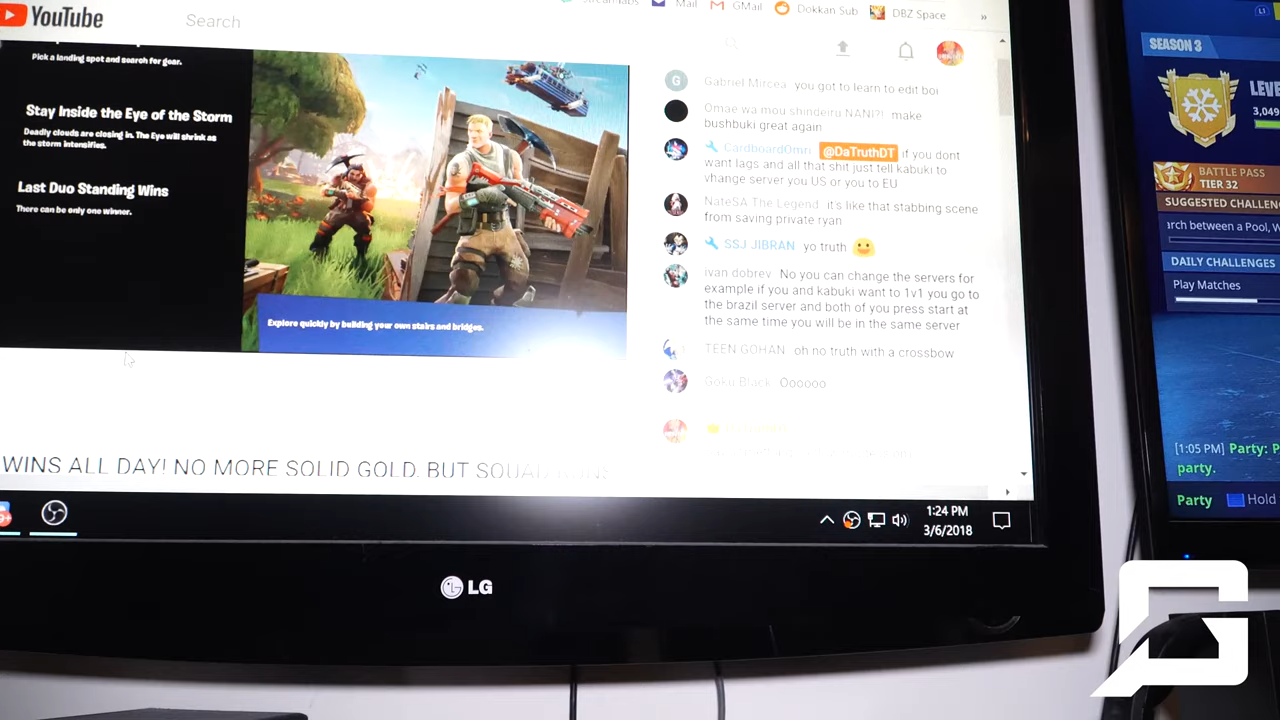 YouTube
Search
Mail
GMail
Dokkan Sub
DBZ Space
»
Pick a landing spot and search for gear.
Stay Inside the Eye of the Storm
Deadly clouds are closing in. The Eye will shrink as
the storm intensifies.
Last Duo Standing Wins
There can be only one winner.
Explore quickly by building your own stairs and bridges.
Gabriel Mircea you got to learn to edit boi
Omae wa mou shindeiru NANI?! make
bushbuki great again
CardboardOmri @DaTruthDT if you dont
want lags and all that shit just tell kabuki to
vhange server you US or you to EU
NateSA The Legend it's like that stabbing scene
from saving private ryan
SSJ JIBRAN yo truth
ivan dobrev No you can change the servers for
example if you and kabuki want to 1v1 you go to
the brazil server and both of you press start at
the same time you will be in the same server
TEEN GOHAN oh no truth with a crossbow
Goku Black Oooooo
WINS ALL DAY! NO MORE SOLID GOLD. BUT SQUAD
1:24 PM
3/6/2018
LG
SEASON 3
3,049
BATTLE PASS
TIER 32
SUGGESTED
between a Pool,
DAILY CHALLENGES
Play Matches
[1:05 PM] Party:
party.
Party Hold